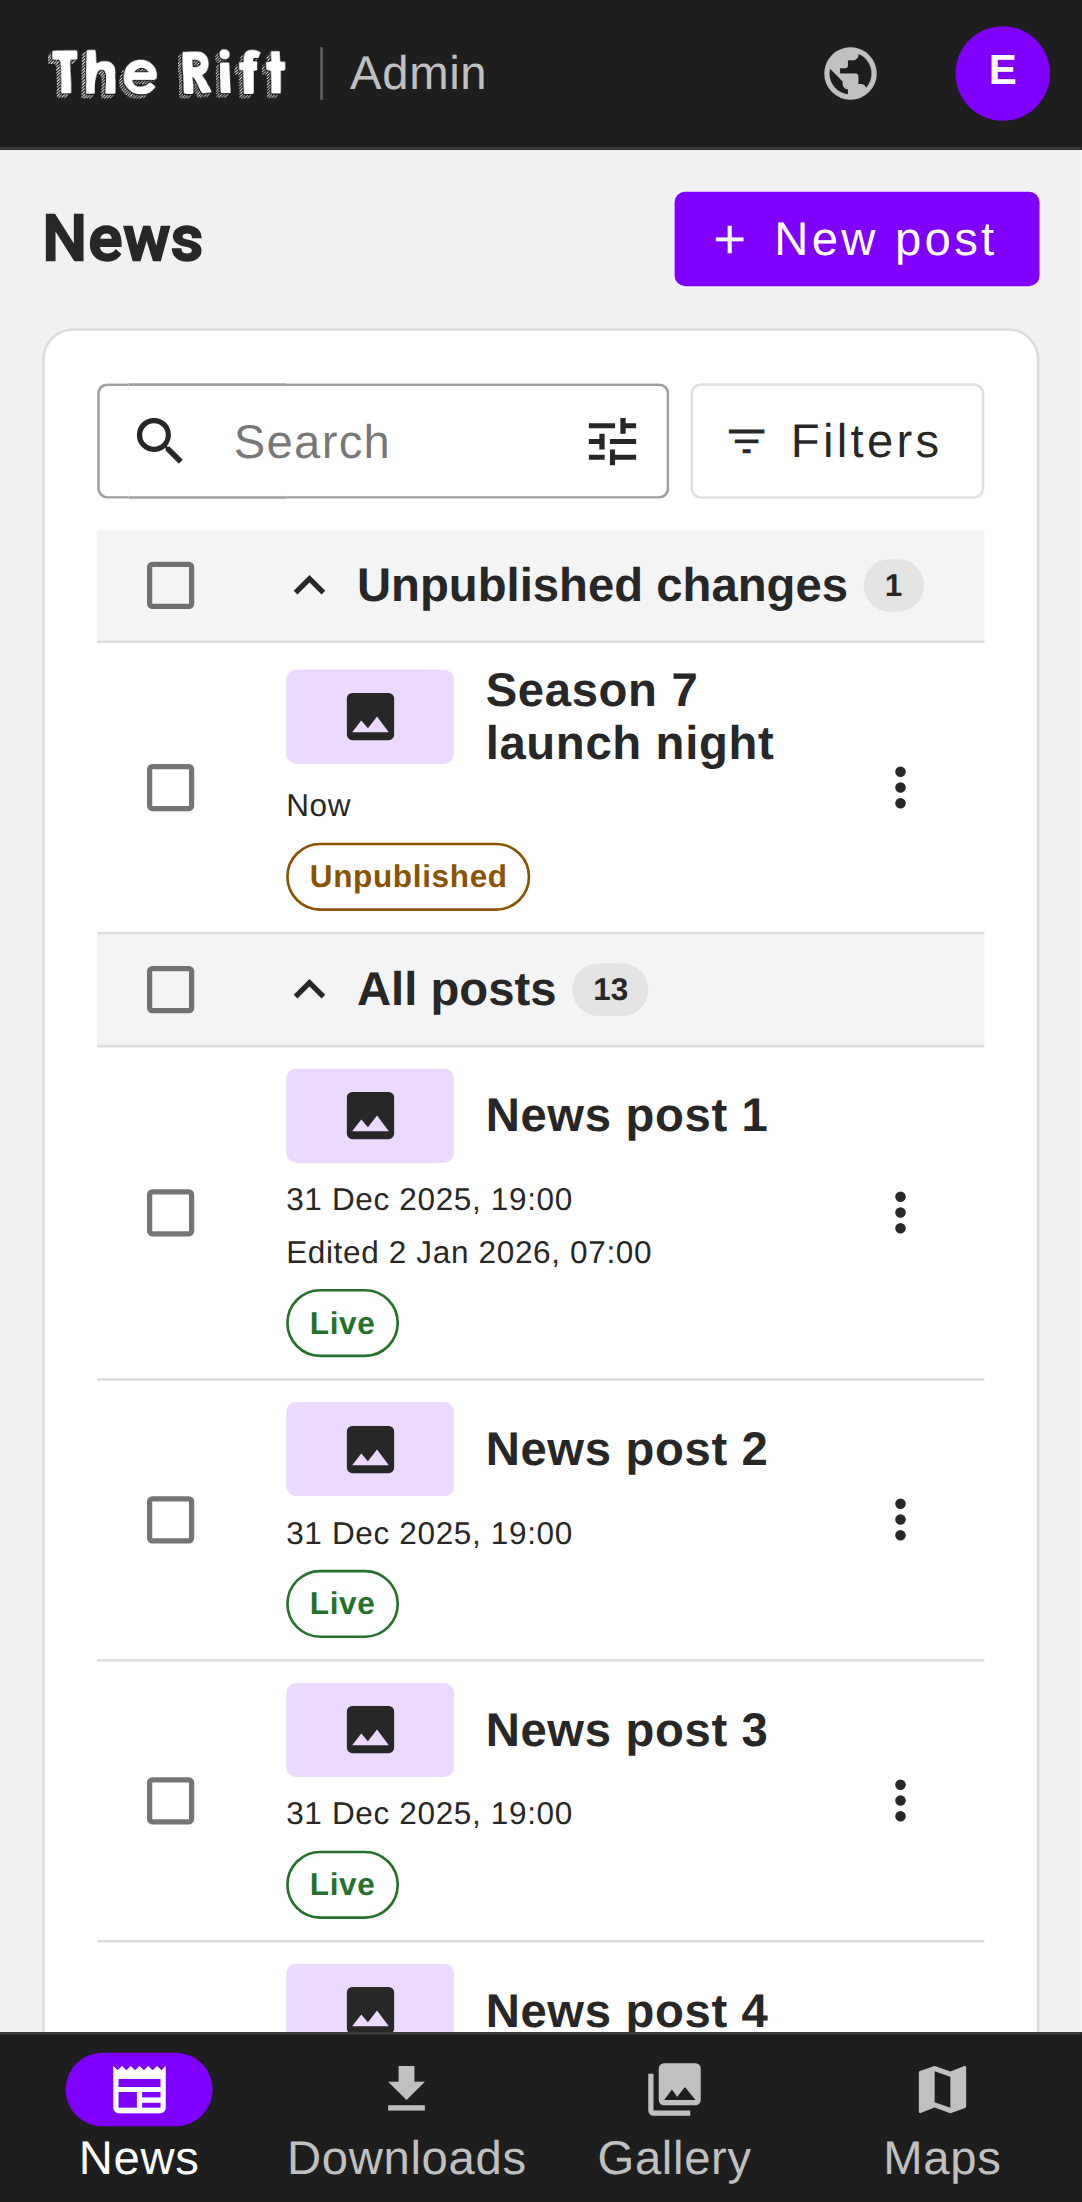 The Rift
Admin
E
News
+ New post
Search
Filters
Unpublished changes 1
Season 7
launch night
Now
Unpublished
All posts 13
News post 1
31 Dec 2025, 19:00
Edited 2 Jan 2026, 07:00
Live
News post 2
31 Dec 2025, 19:00
Live
News post 3
31 Dec 2025, 19:00
Live
News post 4
News
Downloads
Gallery
Maps